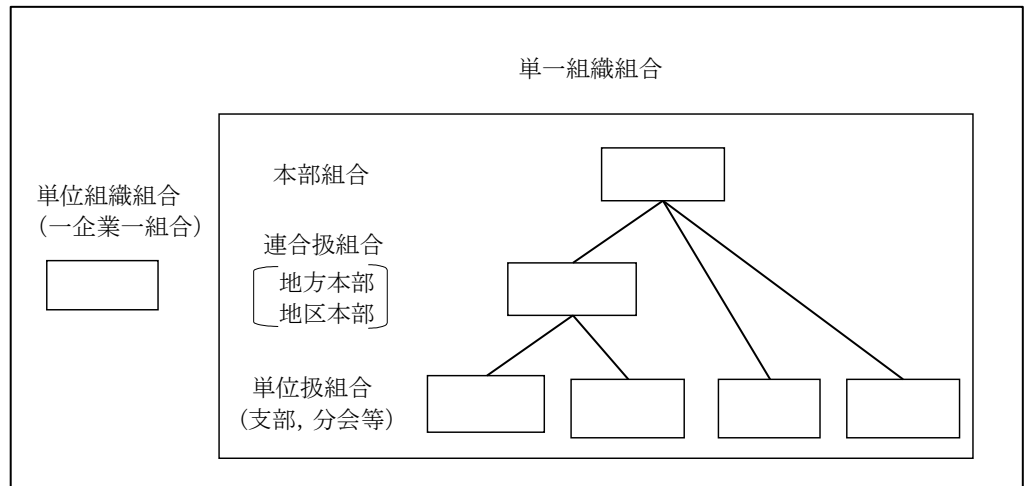 単一組織組合
本部組合
単位組織組合
（一企業一組合）
連合扱組合
地方本部
地区本部
単位扱組合
（支部，分会等）